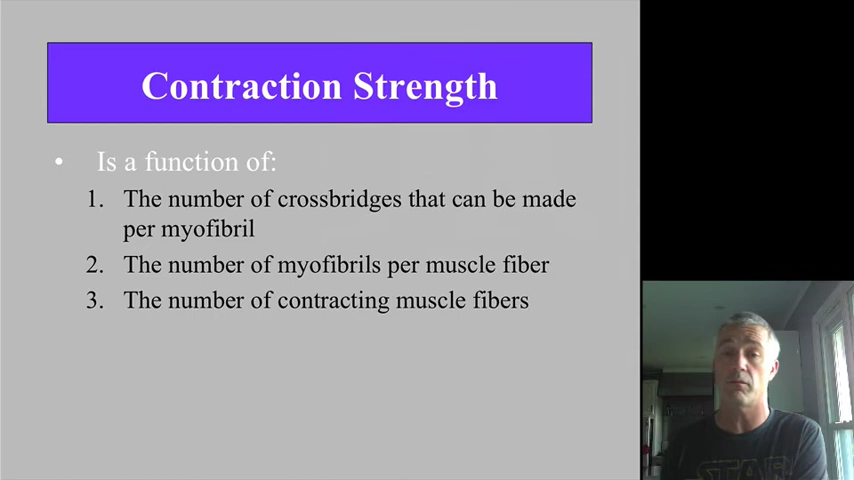 Contraction Strength
• Is a function of:
1. The number of crossbridges that can be made
per myofibril
2. The number of myofibrils per muscle fiber
3. The number of contracting muscle fibers
STAR